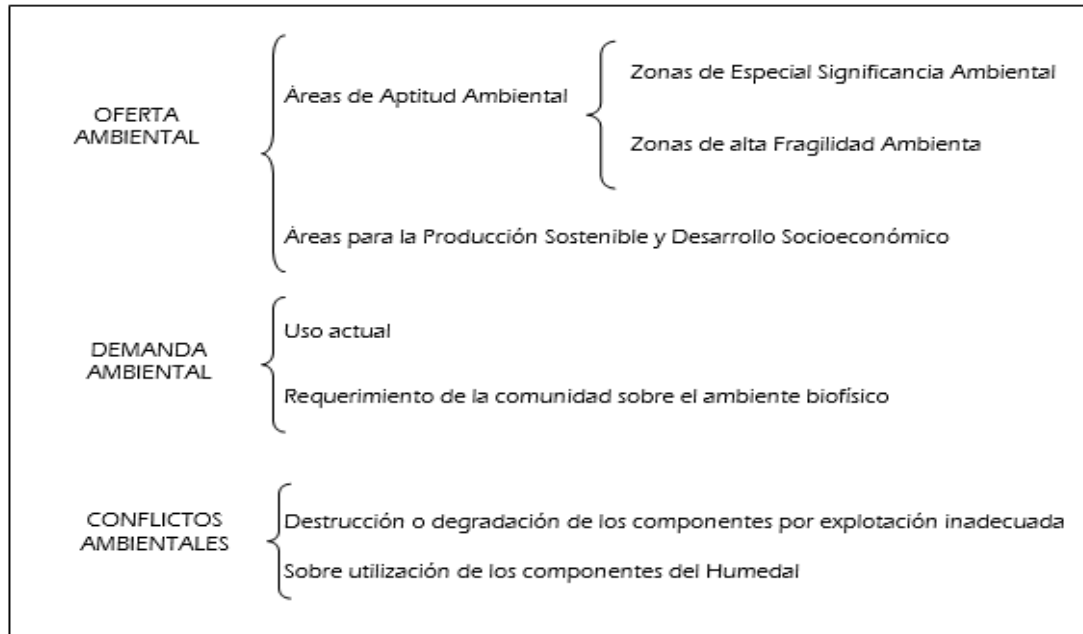 OFERTA
AMBIENTAL
Áreas de Aptitud Ambiental
Zonas de Especial Significancia Ambiental
Zonas de alta Fragilidad Ambienta
Áreas para la Producción Sostenible y Desarrollo Socioeconómico
DEMANDA
AMBIENTAL
Uso actual
Requerimiento de la comunidad sobre el ambiente biofísico
CONFLICTOS
AMBIENTALES
Destrucción o degradación de los componentes por explotación inadecuada
Sobre utilización de los componentes del Humedal